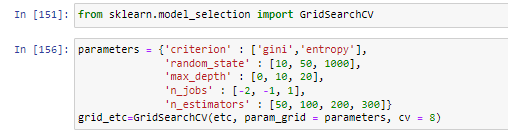 In [151]: from sklearn.model_selection import GridSearchCV
In [156]: parameters = {'criterion' : ['gini','entropy'],
'random_state' : [10, 50, 1000],
'max_depth' : [0, 10, 20],
'n_jobs' : [-2, -1, 1],
'n_estimators' : [50, 100, 200, 300]}
grid_etc=GridSearchCV(etc, param_grid = parameters, cv = 8)